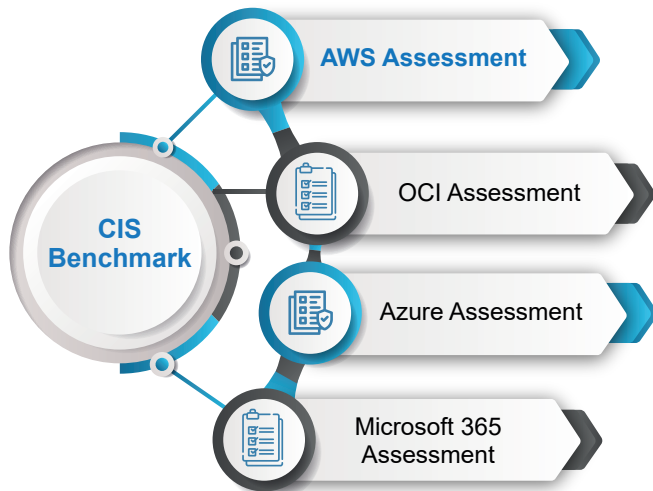 AWS Assessment
OCI Assessment
CIS
Benchmark
Azure Assessment
Microsoft 365
Assessment